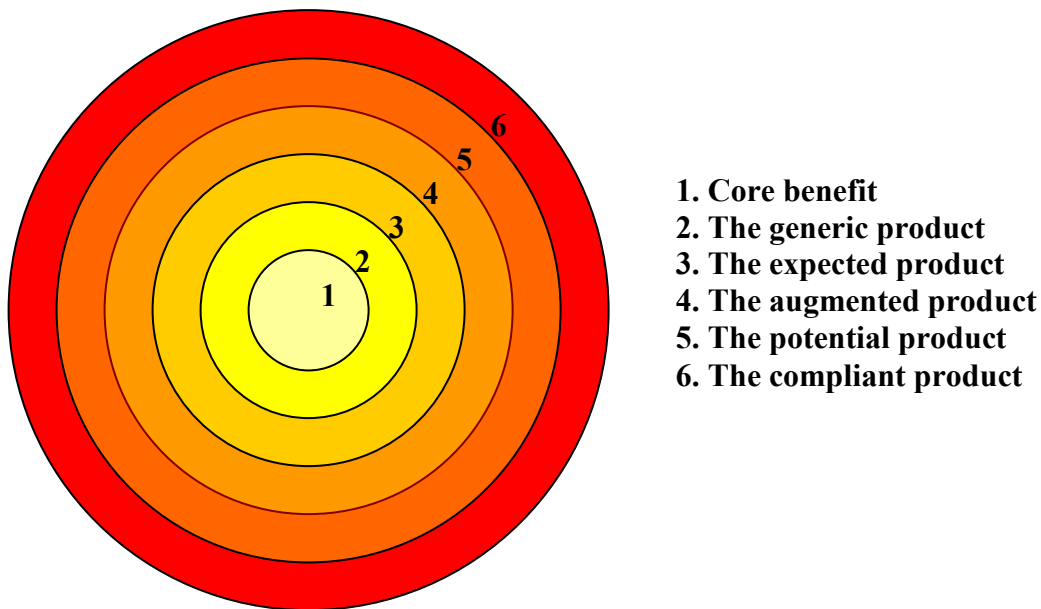 6
5
4
3
2
1
1. Core benefit
2. The generic product
3. The expected product
4. The augmented product
5. The potential product
6. The compliant product